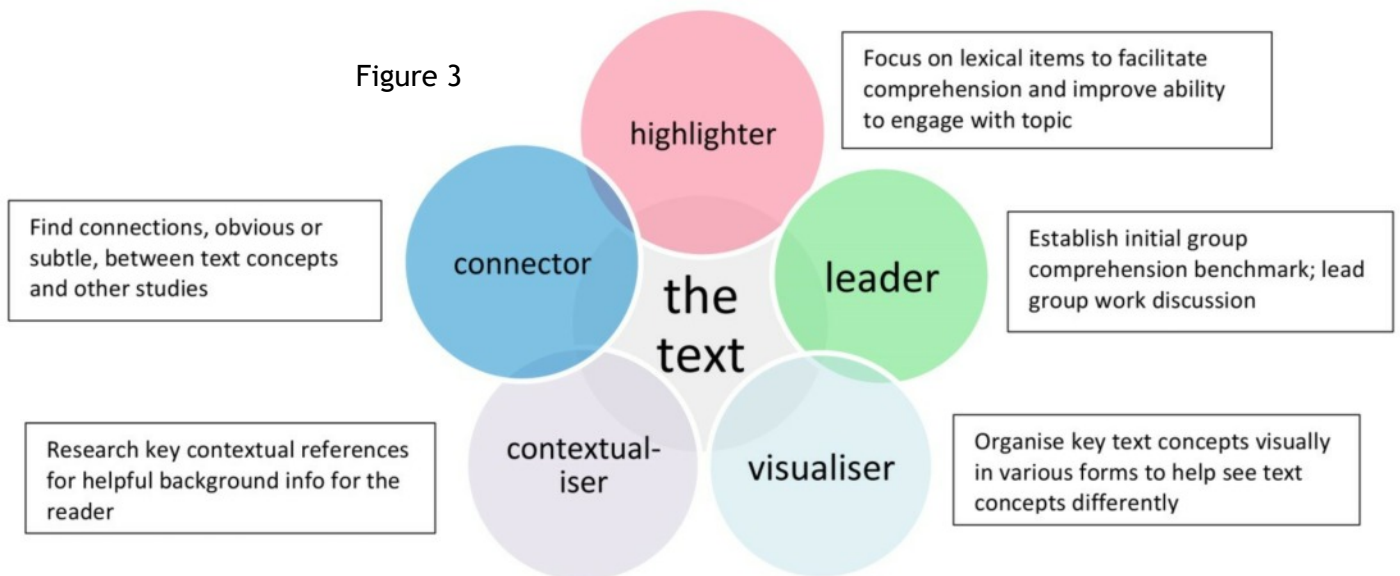 Figure 3
highlighter
Focus on lexical items to facilitate
comprehension and improve ability
to engage with topic
connector
Find connections, obvious or
subtle, between text concepts
and other studies
leader
Establish initial group
comprehension benchmark; lead
group work discussion
the
text
contextual-
iser
Research key contextual references
for helpful background info for the
reader
visualiser
Organise key text concepts visually
in various forms to help see text
concepts differently